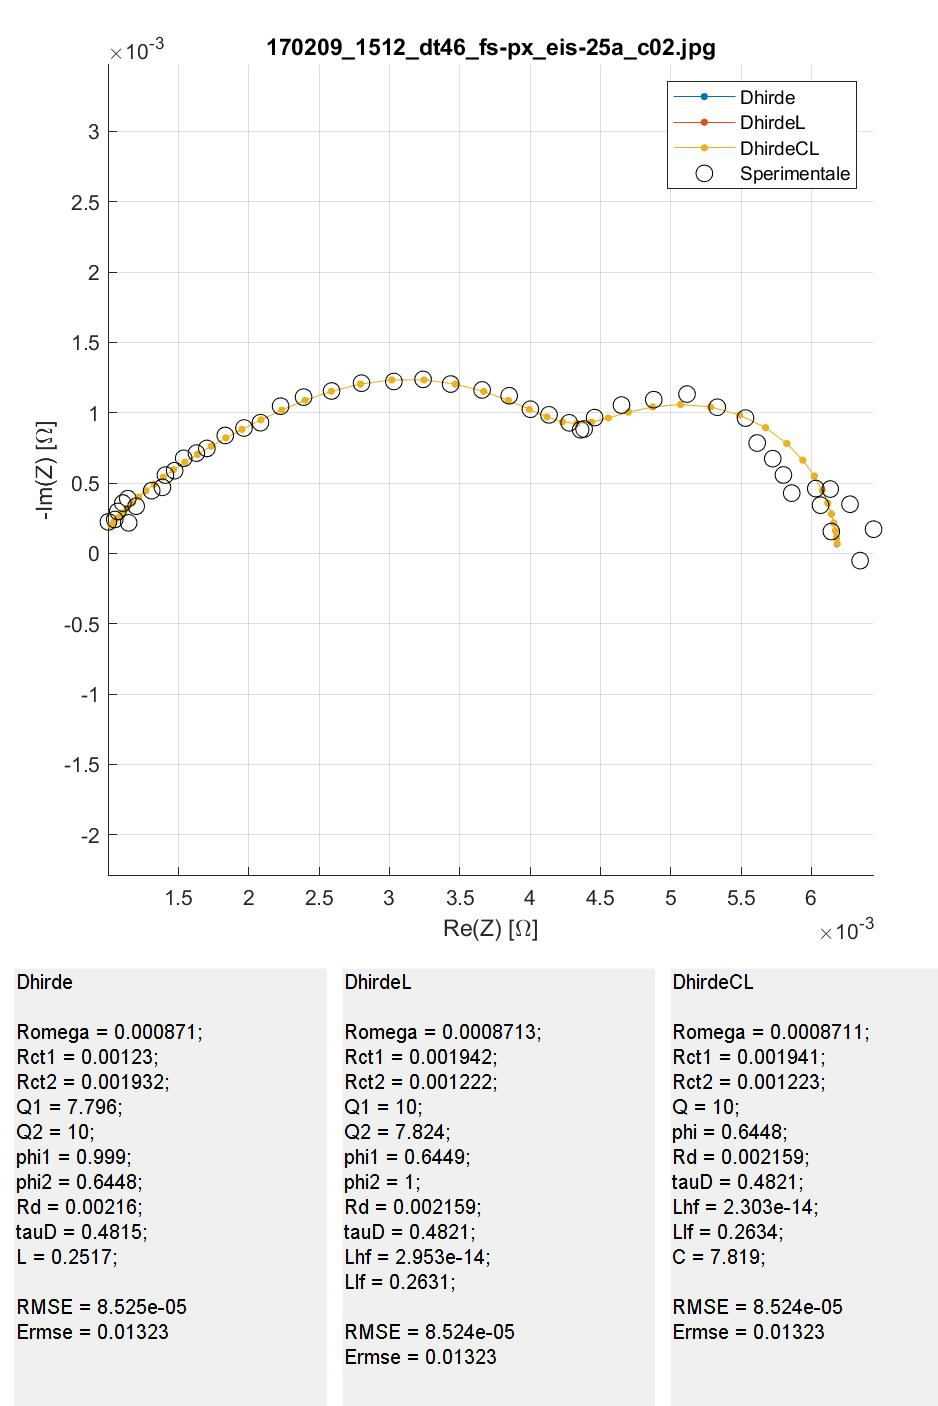 170209_1512_dt46_fs-px_eis-25a_c02.jpg
×10-3
Dhirde
DhirdeL
DhirdeCL
Sperimentale
3
2.5
2
1.5
1
0.5
0
-0.5
-1
-1.5
-2
-Im(Z) [Ω]
1.5 2 2.5 3 3.5 4 4.5 5 5.5 6
Re(Z) [Ω]
×10-3
Dhirde
Romega = 0.000871;
Rct1 = 0.00123;
Rct2 = 0.001932;
Q1 = 7.796;
Q2 = 10;
phi1 = 0.999;
phi2 = 0.6448;
Rd = 0.00216;
tauD = 0.4815;
L = 0.2517;
RMSE = 8.525e-05
Ermse = 0.01323
DhirdeL
Romega = 0.0008713;
Rct1 = 0.001942;
Rct2 = 0.001222;
Q1 = 10;
Q2 = 7.824;
phi1 = 0.6449;
phi2 = 1;
Rd = 0.002159;
tauD = 0.4821;
Lhf = 2.953e-14;
Llf = 0.2631;
RMSE = 8.524e-05
Ermse = 0.01323
DhirdeCL
Romega = 0.0008711;
Rct1 = 0.001941;
Rct2 = 0.001223;
Q = 10;
phi = 0.6448;
Rd = 0.002159;
tauD = 0.4821;
Lhf = 2.303e-14;
Llf = 0.2634;
C = 7.819;
RMSE = 8.524e-05
Ermse = 0.01323